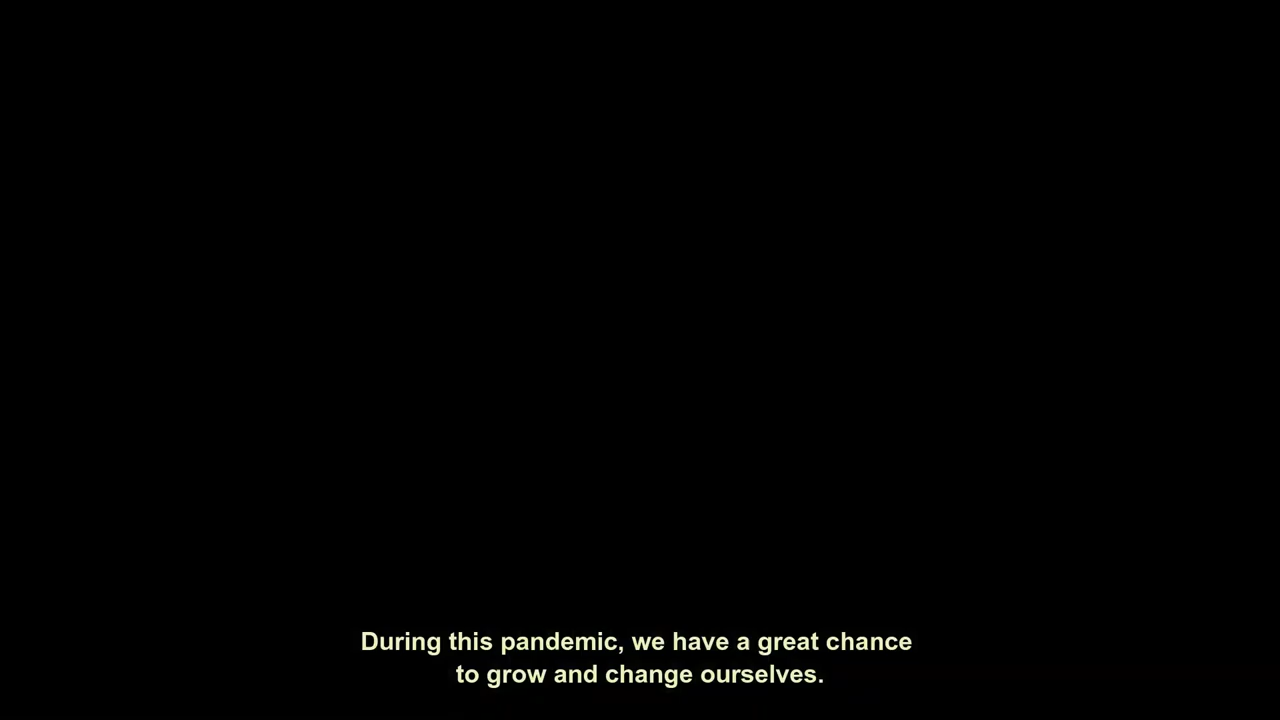 During this pandemic, we have a great chance
to grow and change ourselves.